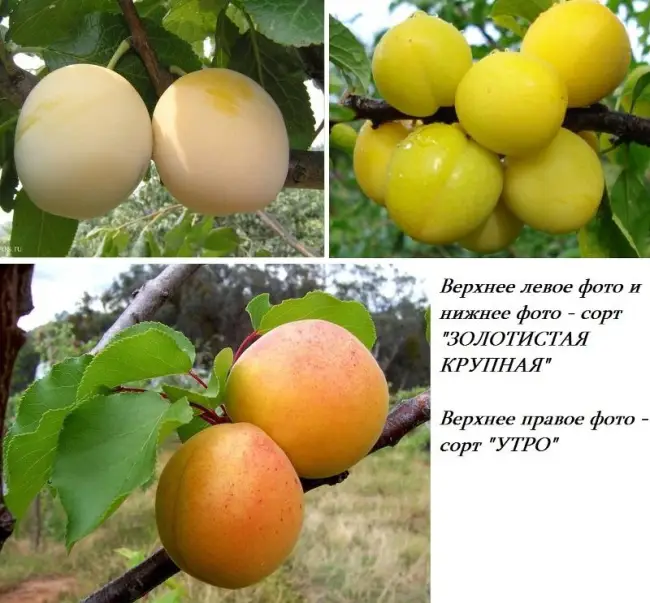 Верхнее левое фото и
нижнее фото - сорт
"ЗОЛОТИСТАЯ
КРУПНАЯ"
Верхнее правое фото -
сорт "УТРО"